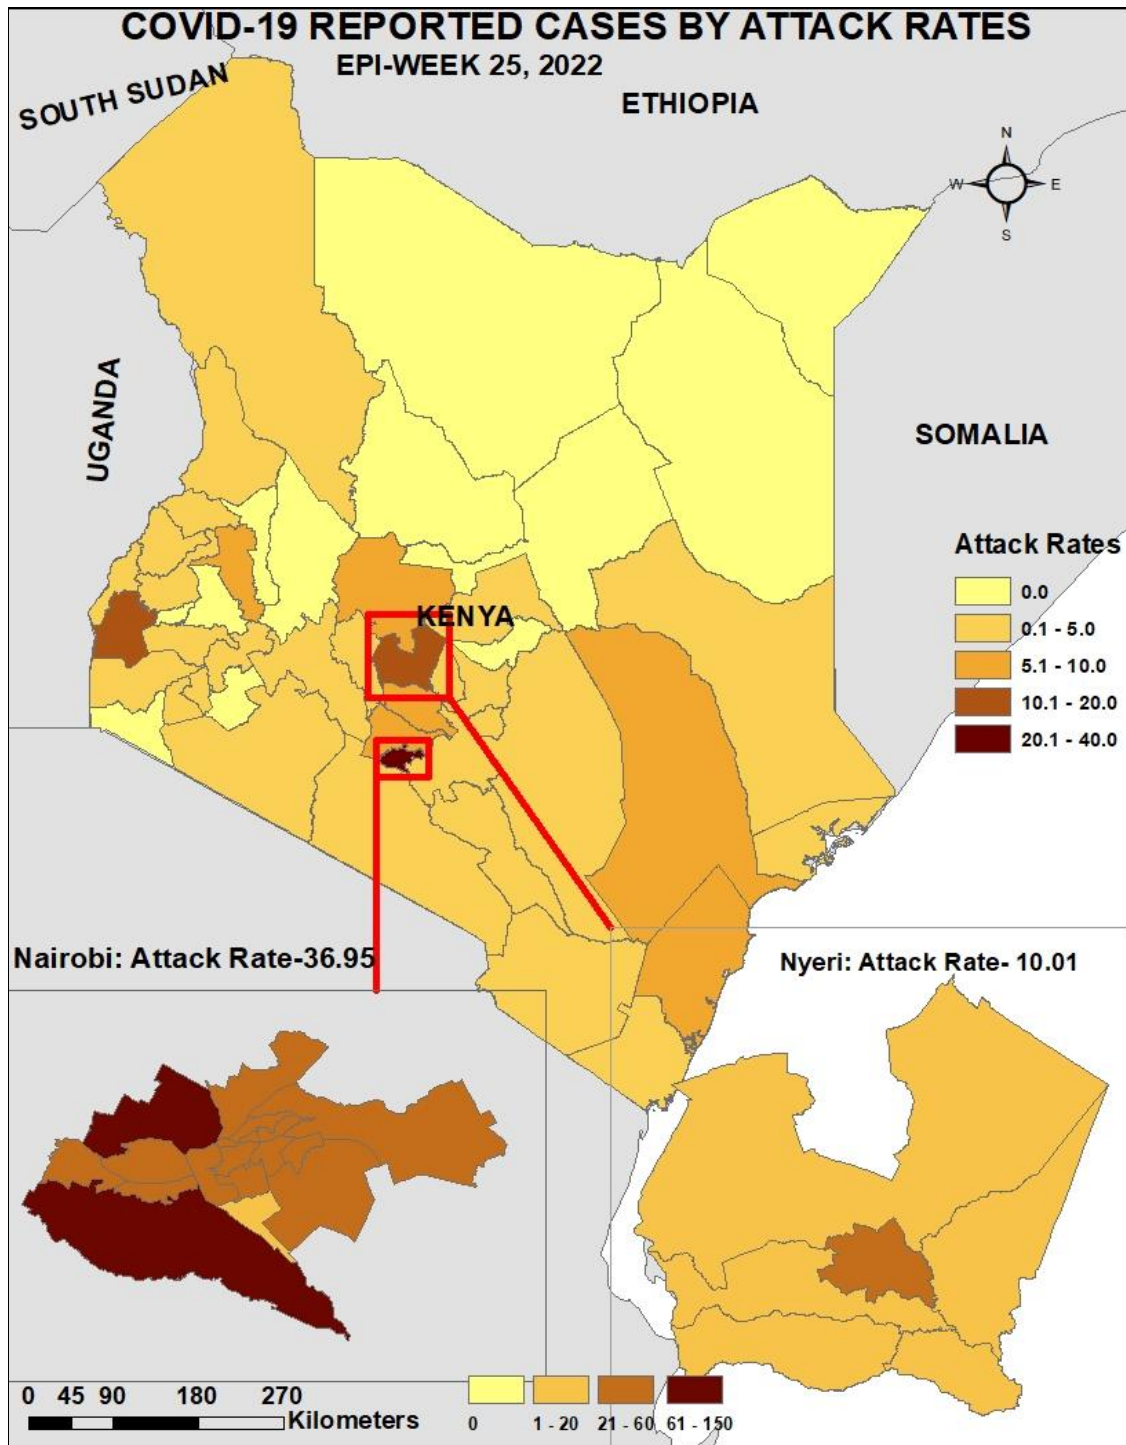 COVID-19 REPORTED CASES BY ATTACK RATES
EPI-WEEK 25, 2022
SOUTH SUDAN
ETHIOPIA
N
W E
S
UGANDA
SOMALIA
Attack Rates
0.0
0.1 - 5.0
5.1 - 10.0
10.1 - 20.0
20.1 - 40.0
KENYA
Nairobi: Attack Rate-36.95
Nyeri: Attack Rate- 10.01
0 45 90 180 270
Kilometers
0 1 - 20 21 - 60 61 - 150